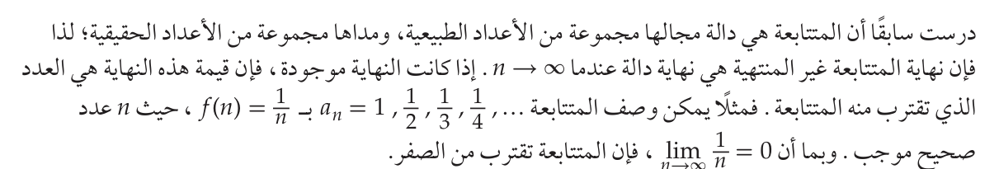 درست سابقًا أن المتتابعة هي دالة مجالها مجموعة من الأعداد الطبيعية، ومداها مجموعة من الأعداد الحقيقية؛ لذا
فإن نهاية المتتابعة غير المنتهية هي نهاية دالة عندما n → ∞ . إذا كانت النهاية موجودة ، فإن قيمة هذه النهاية هي العدد
الذي تقترب منه المتتابعة . فمثلًا يمكن وصف المتتابعة a_n = 1 , 1/2 , 1/3 , 1/4 , … بـ f(n) = 1/n ، حيث n عدد
صحيح موجب . وبما أن lim_{n→∞} 1/n = 0 ، فإن المتتابعة تقترب من الصفر .